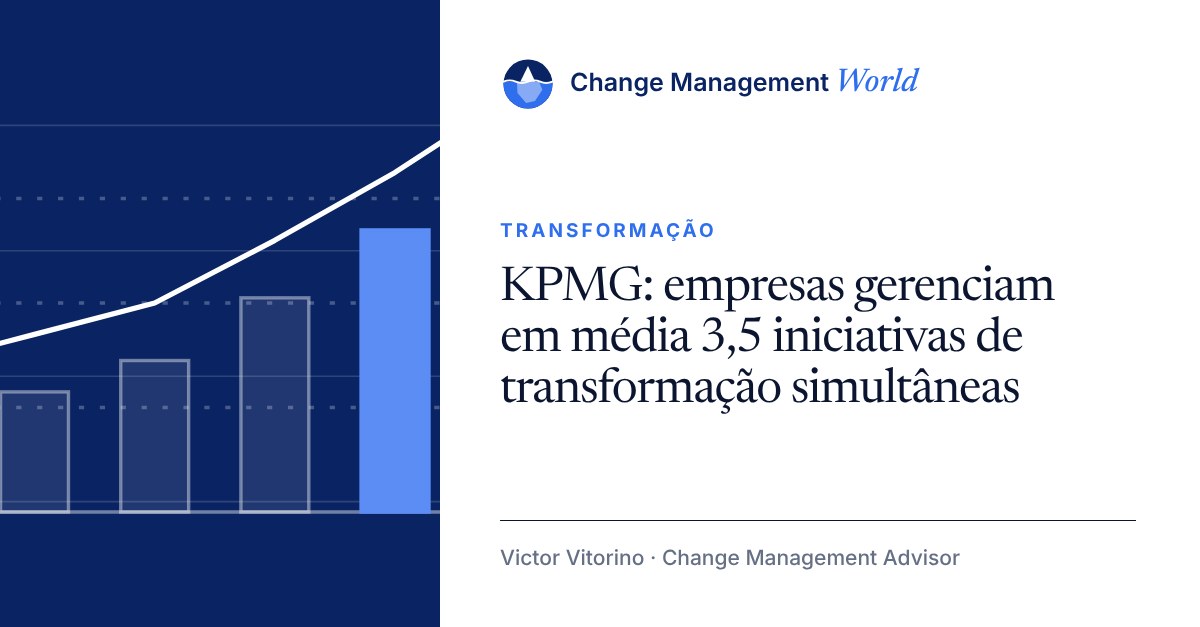 Change Management World
TRANSFORMAÇÃO
KPMG: empresas gerenciam
em média 3,5 iniciativas de
transformação simultâneas
Victor Vitorino · Change Management Advisor